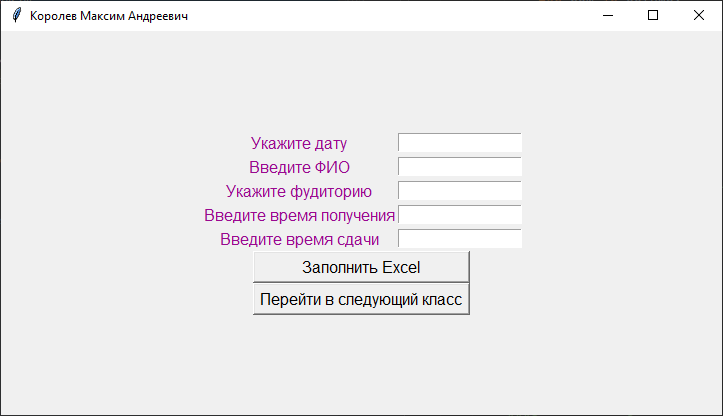 Королев Максим Андреевич
Укажите дату
Введите ФИО
Укажите фудиторию
Введите время получения
Введите время сдачи
Заполнить Excel
Перейти в следующий класс